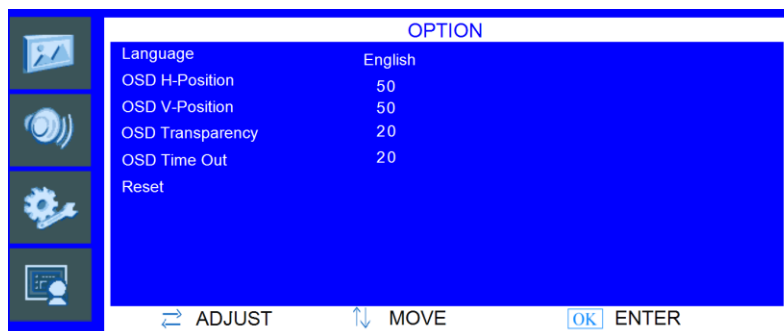 OPTION
Language English
OSD H-Position 50
OSD V-Position 50
OSD Transparency 20
OSD Time Out 20
Reset
ADJUST MOVE OK ENTER